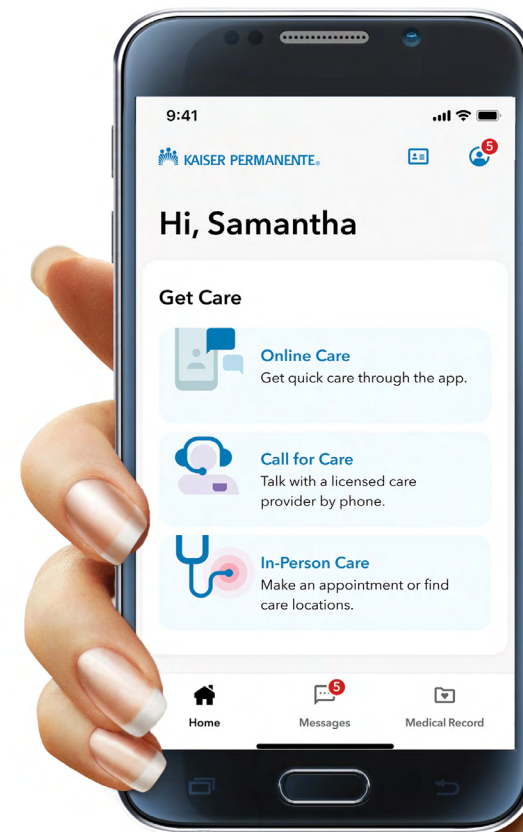 9:41
KAISER PERMANENTE®
5
Hi, Samantha
Get Care
Online Care
Get quick care through the app.
Call for Care
Talk with a licensed care
provider by phone.
In-Person Care
Make an appointment or find
care locations.
5
Home
Messages
Medical Record